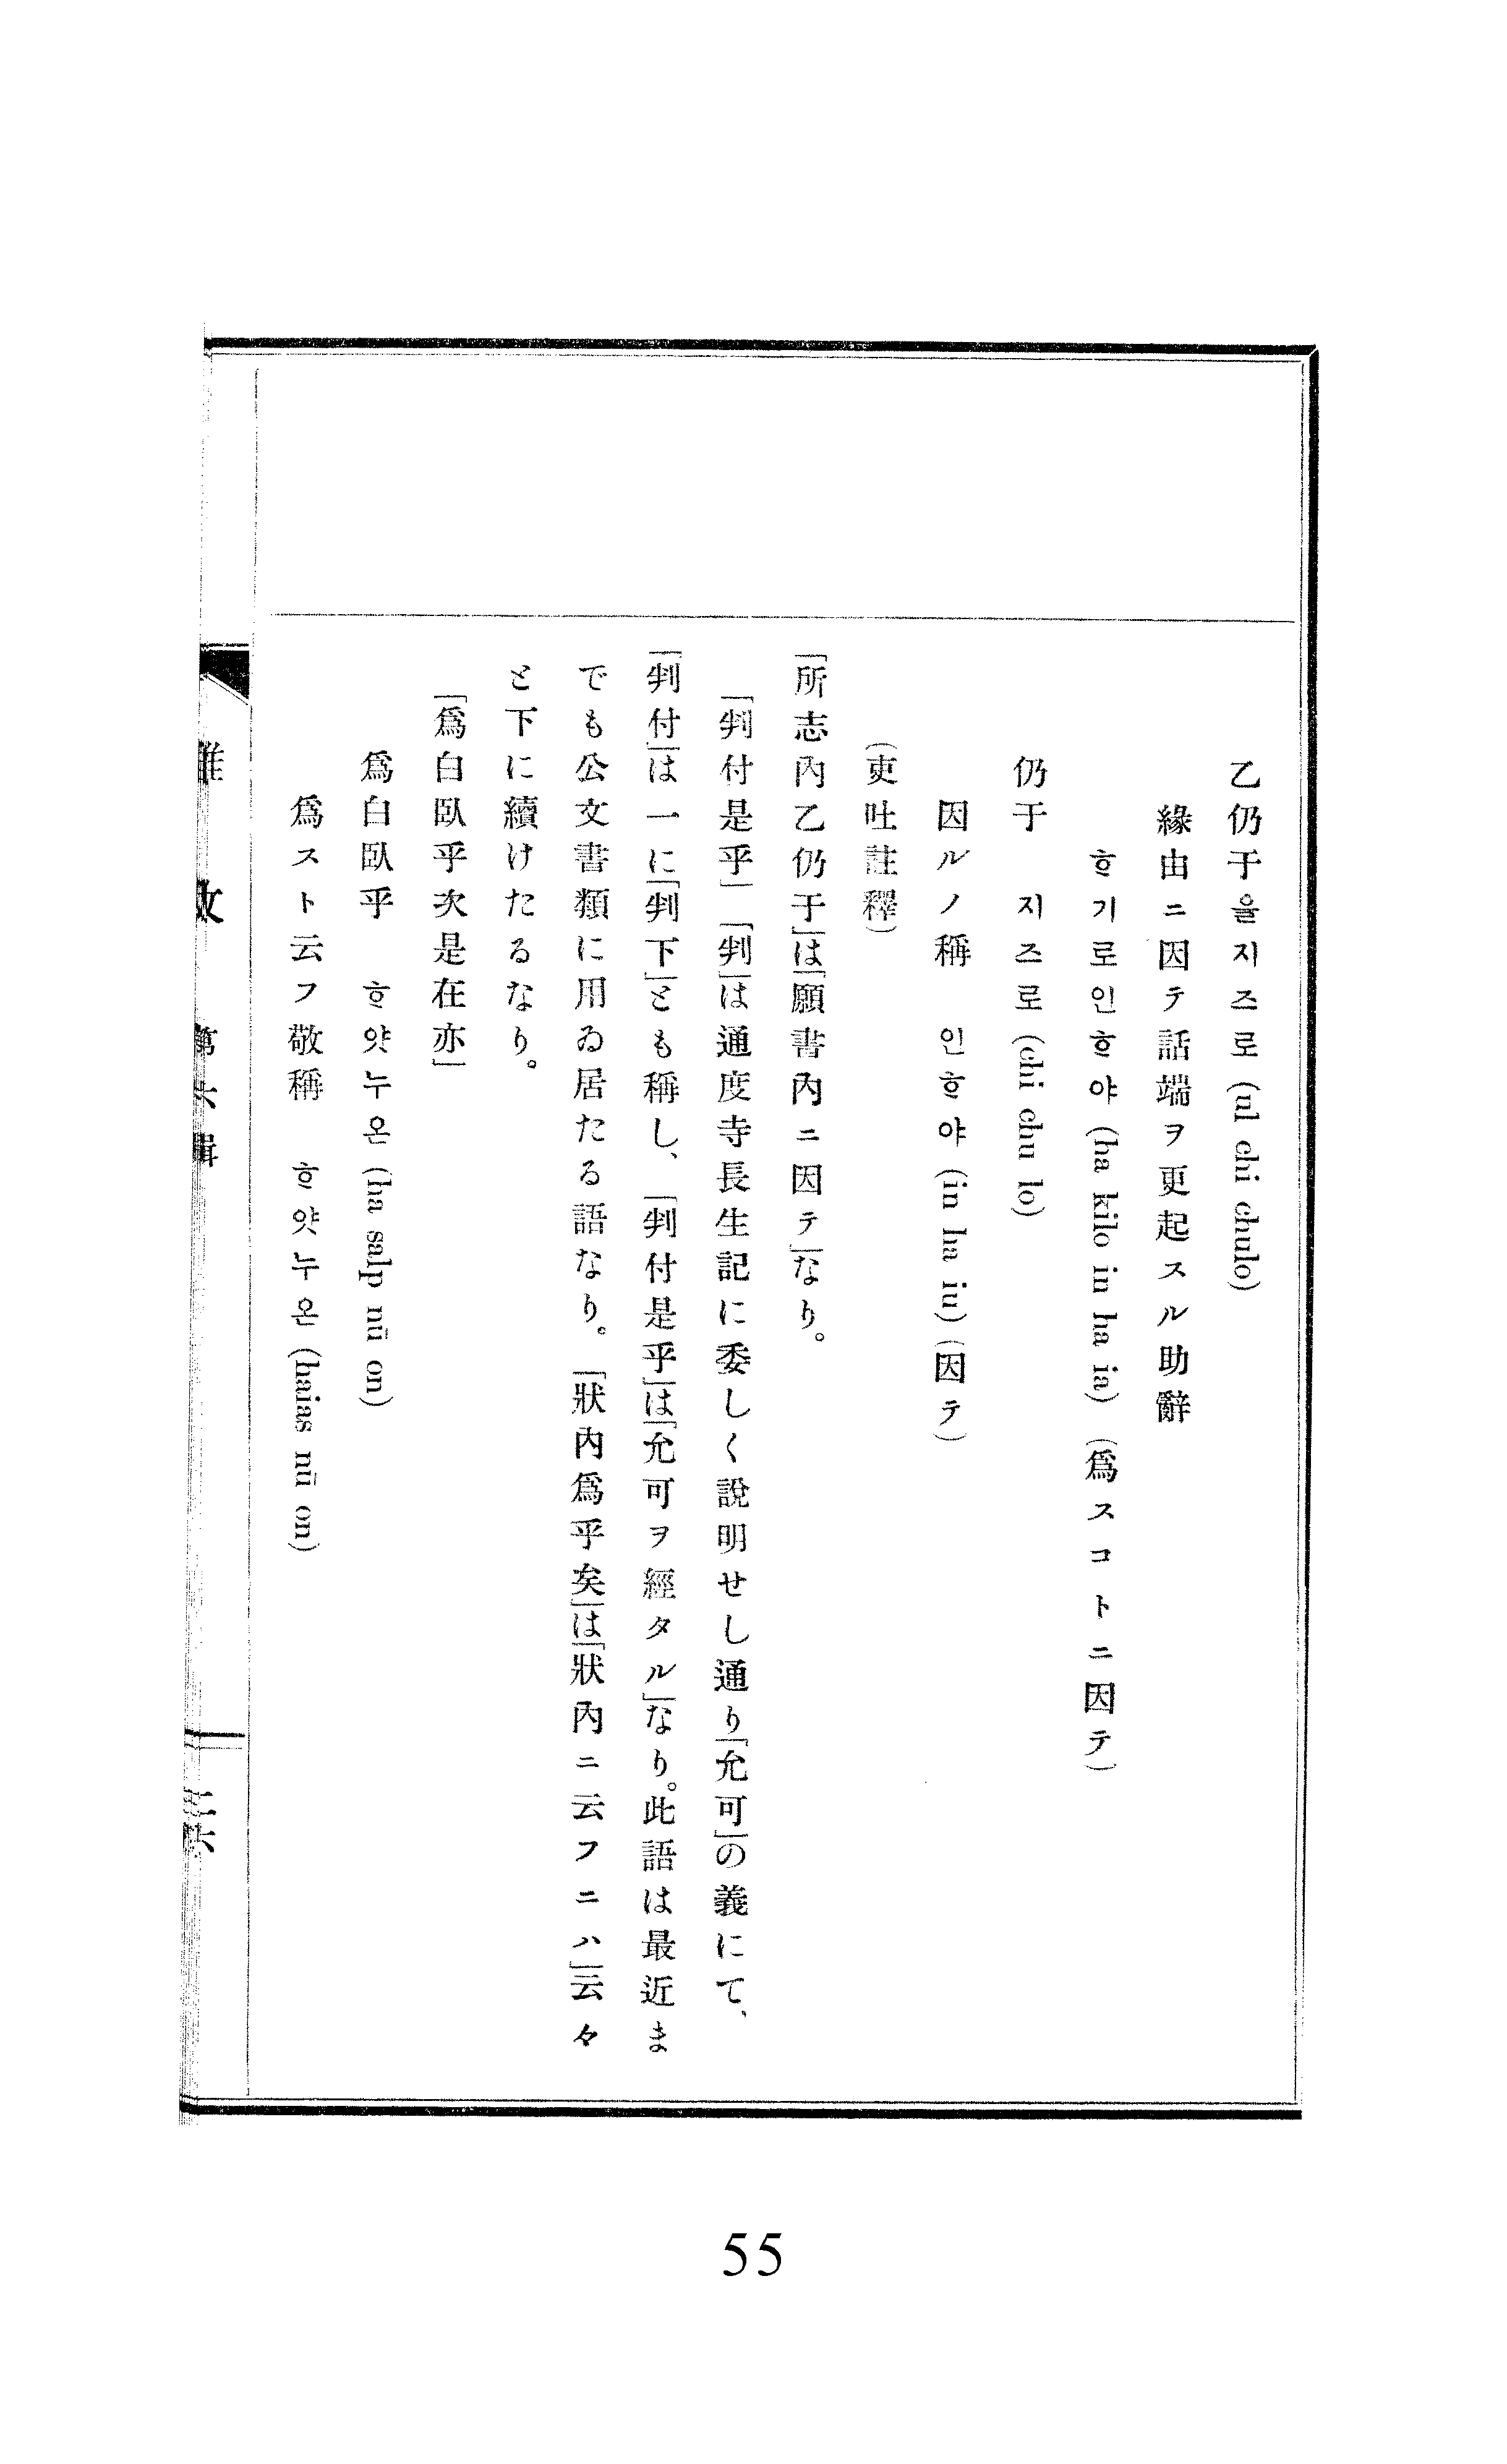 乙仍于을지즈로 (ul chi chulo)
緣由ニ因テ話端ヲ更起スル助辭
ᄒᆞ기로인ᄒᆞ야 (ha kilo in ha ia) (爲スコトニ因テ)
仍于 지즈로 (chi chu lo)
因ルノ稱 인ᄒᆞ야 (in ha iu) (因テ)
(吏吐註釋)
「所志內乙仍于」は「願書內ニ因テ」なり。
「判付是乎」「判」は通度寺長生記に委しく說明せし通り「允可」の義にて、
「判付」は一に「判下」とも稱し、「判付是乎」は「允可ヲ經タル」なり。此語は最近ま
でも公文書類に用ゐ居たる語なり。「狀內爲乎矣」は「狀內ニ云フニハ」云々
と下に續けたるなり。
「爲白臥乎次是在亦」
爲白臥乎 ᄒᆞ얏누온 (ha salp nŭ on)
爲スト云フ敬稱 ᄒᆞ얏누온 (haias nŭ on)
雜攷 第六輯
55